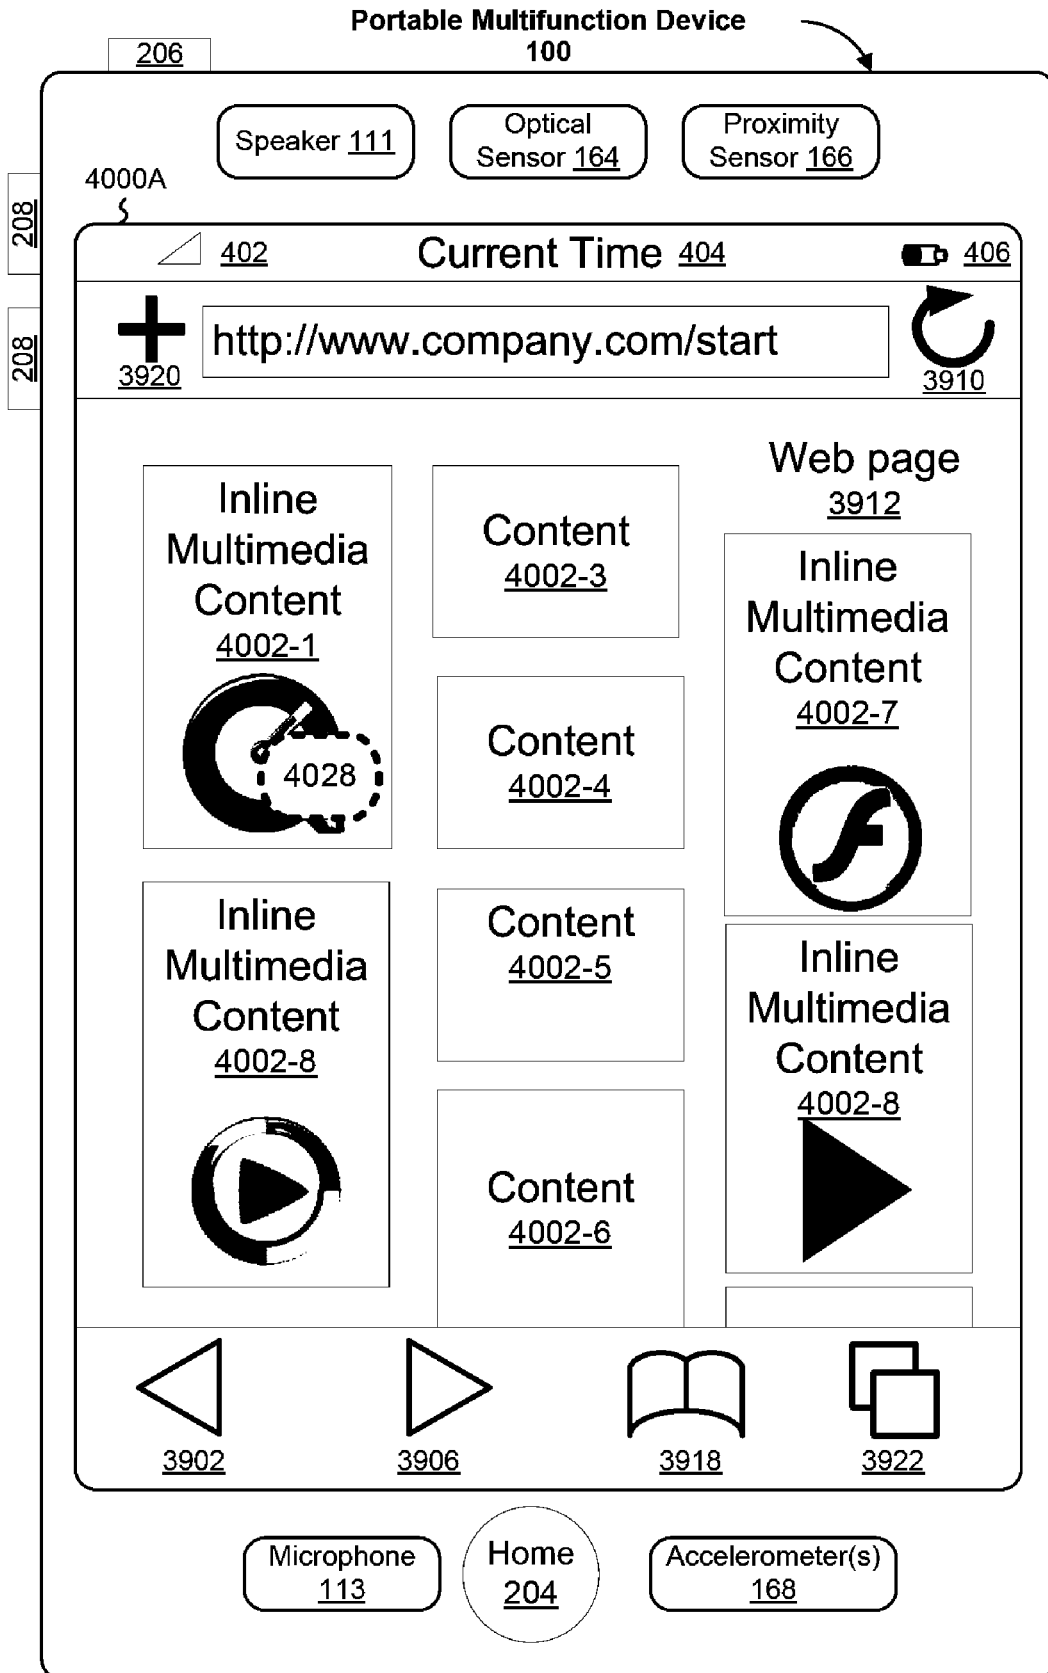 Portable Multifunction Device
100
206
Speaker 111
Optical
Sensor 164
Proximity
Sensor 166
4000A
208
208
402
Current Time 404
406
3920
http://www.company.com/start
3910
Web page
3912
Inline
Multimedia
Content
4002-1
4028
Inline
Multimedia
Content
4002-8
Content
4002-3
Content
4002-4
Content
4002-5
Content
4002-6
Inline
Multimedia
Content
4002-7
Inline
Multimedia
Content
4002-8
3902
3906
3918
3922
Microphone
113
Home
204
Accelerometer(s)
168